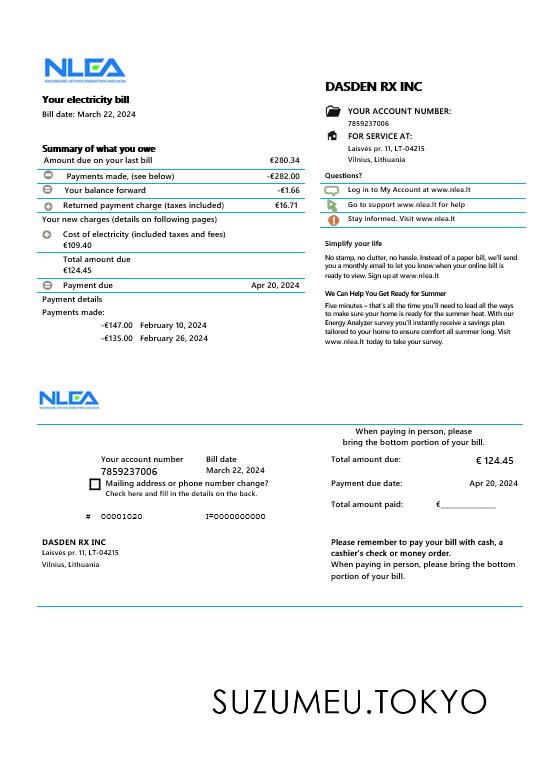 NLEA
Your electricity bill
Bill date: March 22, 2024
Summary of what you owe
Amount due on your last bill €280.34
Payments made, (see below) -€282.00
Your balance forward -€1.66
Returned payment charge (taxes included) €16.71
Your new charges (details on following pages)
Cost of electricity (included taxes and fees)
€109.40
Total amount due
€124.45
Payment due Apr 20, 2024
Payment details
Payments made:
-€147.00 February 10, 2024
-€135.00 February 26, 2024
DASDEN RX INC
YOUR ACCOUNT NUMBER:
7859237006
FOR SERVICE AT:
Laisvės pr. 11, LT-04215
Vilnius, Lithuania
Questions?
Log in to My Account at www.nlea.lt
Go to support www.nlea.lt for help
Stay informed. Visit www.nlea.lt
Simplify your life
No stamp, no clutter, no hassle. Instead of a paper bill, we'll send
you a monthly email to let you know when your online bill is
ready to view. Sign up at www.nlea.lt
We Can Help You Get Ready for Summer
Five minutes – that's all the time you'll need to lead all the ways
to make sure your home is ready for the summer heat. With our
Energy Analyzer survey you'll instantly receive a savings plan
tailored to your home to ensure comfort all summer long. Visit
www.nlea.lt today to take your survey.
NLEA
When paying in person, please
bring the bottom portion of your bill.
Your account number Bill date
7859237006 March 22, 2024
Mailing address or phone number change?
Check here and fill in the details on the back.
# 00001020 I=0000000000
Total amount due: € 124.45
Payment due date: Apr 20, 2024
Total amount paid: €____________
DASDEN RX INC
Laisvės pr. 11, LT-04215
Vilnius, Lithuania
Please remember to pay your bill with cash, a
cashier's check or money order.
When paying in person, please bring the bottom
portion of your bill.
SUZUMEU.TOKYO